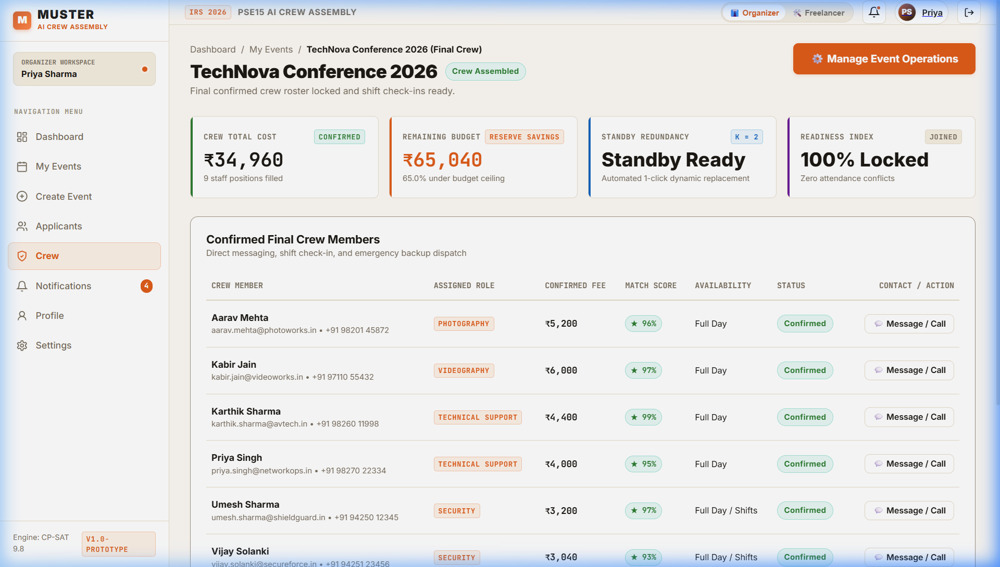 M
MUSTER
AI CREW ASSEMBLY
IRS 2026
PSE15 AI CREW ASSEMBLY
Organizer
Freelancer
PS
Priya
ORGANIZER WORKSPACE
Priya Sharma
NAVIGATION MENU
Dashboard
My Events
Create Event
Applicants
Crew
Notifications
4
Profile
Settings
Engine: CP-SAT
9.8
V1.0-
PROTOTYPE
Dashboard / My Events / TechNova Conference 2026 (Final Crew)
TechNova Conference 2026
Crew Assembled
Final confirmed crew roster locked and shift check-ins ready.
Manage Event Operations
CREW TOTAL COST
CONFIRMED
₹34,960
9 staff positions filled
REMAINING BUDGET
RESERVE SAVINGS
₹65,040
65.0% under budget ceiling
STANDBY REDUNDANCY
K = 2
Standby Ready
Automated 1-click dynamic replacement
READINESS INDEX
JOINED
100% Locked
Zero attendance conflicts
Confirmed Final Crew Members
Direct messaging, shift check-in, and emergency backup dispatch
CREW MEMBER ASSIGNED ROLE CONFIRMED FEE MATCH SCORE AVAILABILITY STATUS CONTACT / ACTION
Aarav Mehta
aarav.mehta@photoworks.in • +91 98201 45872
PHOTOGRAPHY ₹5,200 ★ 96% Full Day Confirmed Message / Call
Kabir Jain
kabir.jain@videoworks.in • +91 97110 55432
VIDEOGRAPHY ₹6,000 ★ 97% Full Day Confirmed Message / Call
Karthik Sharma
karthik.sharma@avtech.in • +91 98260 11998
TECHNICAL SUPPORT ₹4,400 ★ 99% Full Day Confirmed Message / Call
Priya Singh
priya.singh@networkops.in • +91 98270 22334
TECHNICAL SUPPORT ₹4,000 ★ 95% Full Day Confirmed Message / Call
Umesh Sharma
umesh.sharma@shieldguard.in • +91 94250 12345
SECURITY ₹3,200 ★ 97% Full Day / Shifts Confirmed Message / Call
Vijay Solanki
vijay.solanki@secureforce.in • +91 94251 23456
SECURITY ₹3,040 ★ 93% Full Day / Shifts Confirmed Message / Call